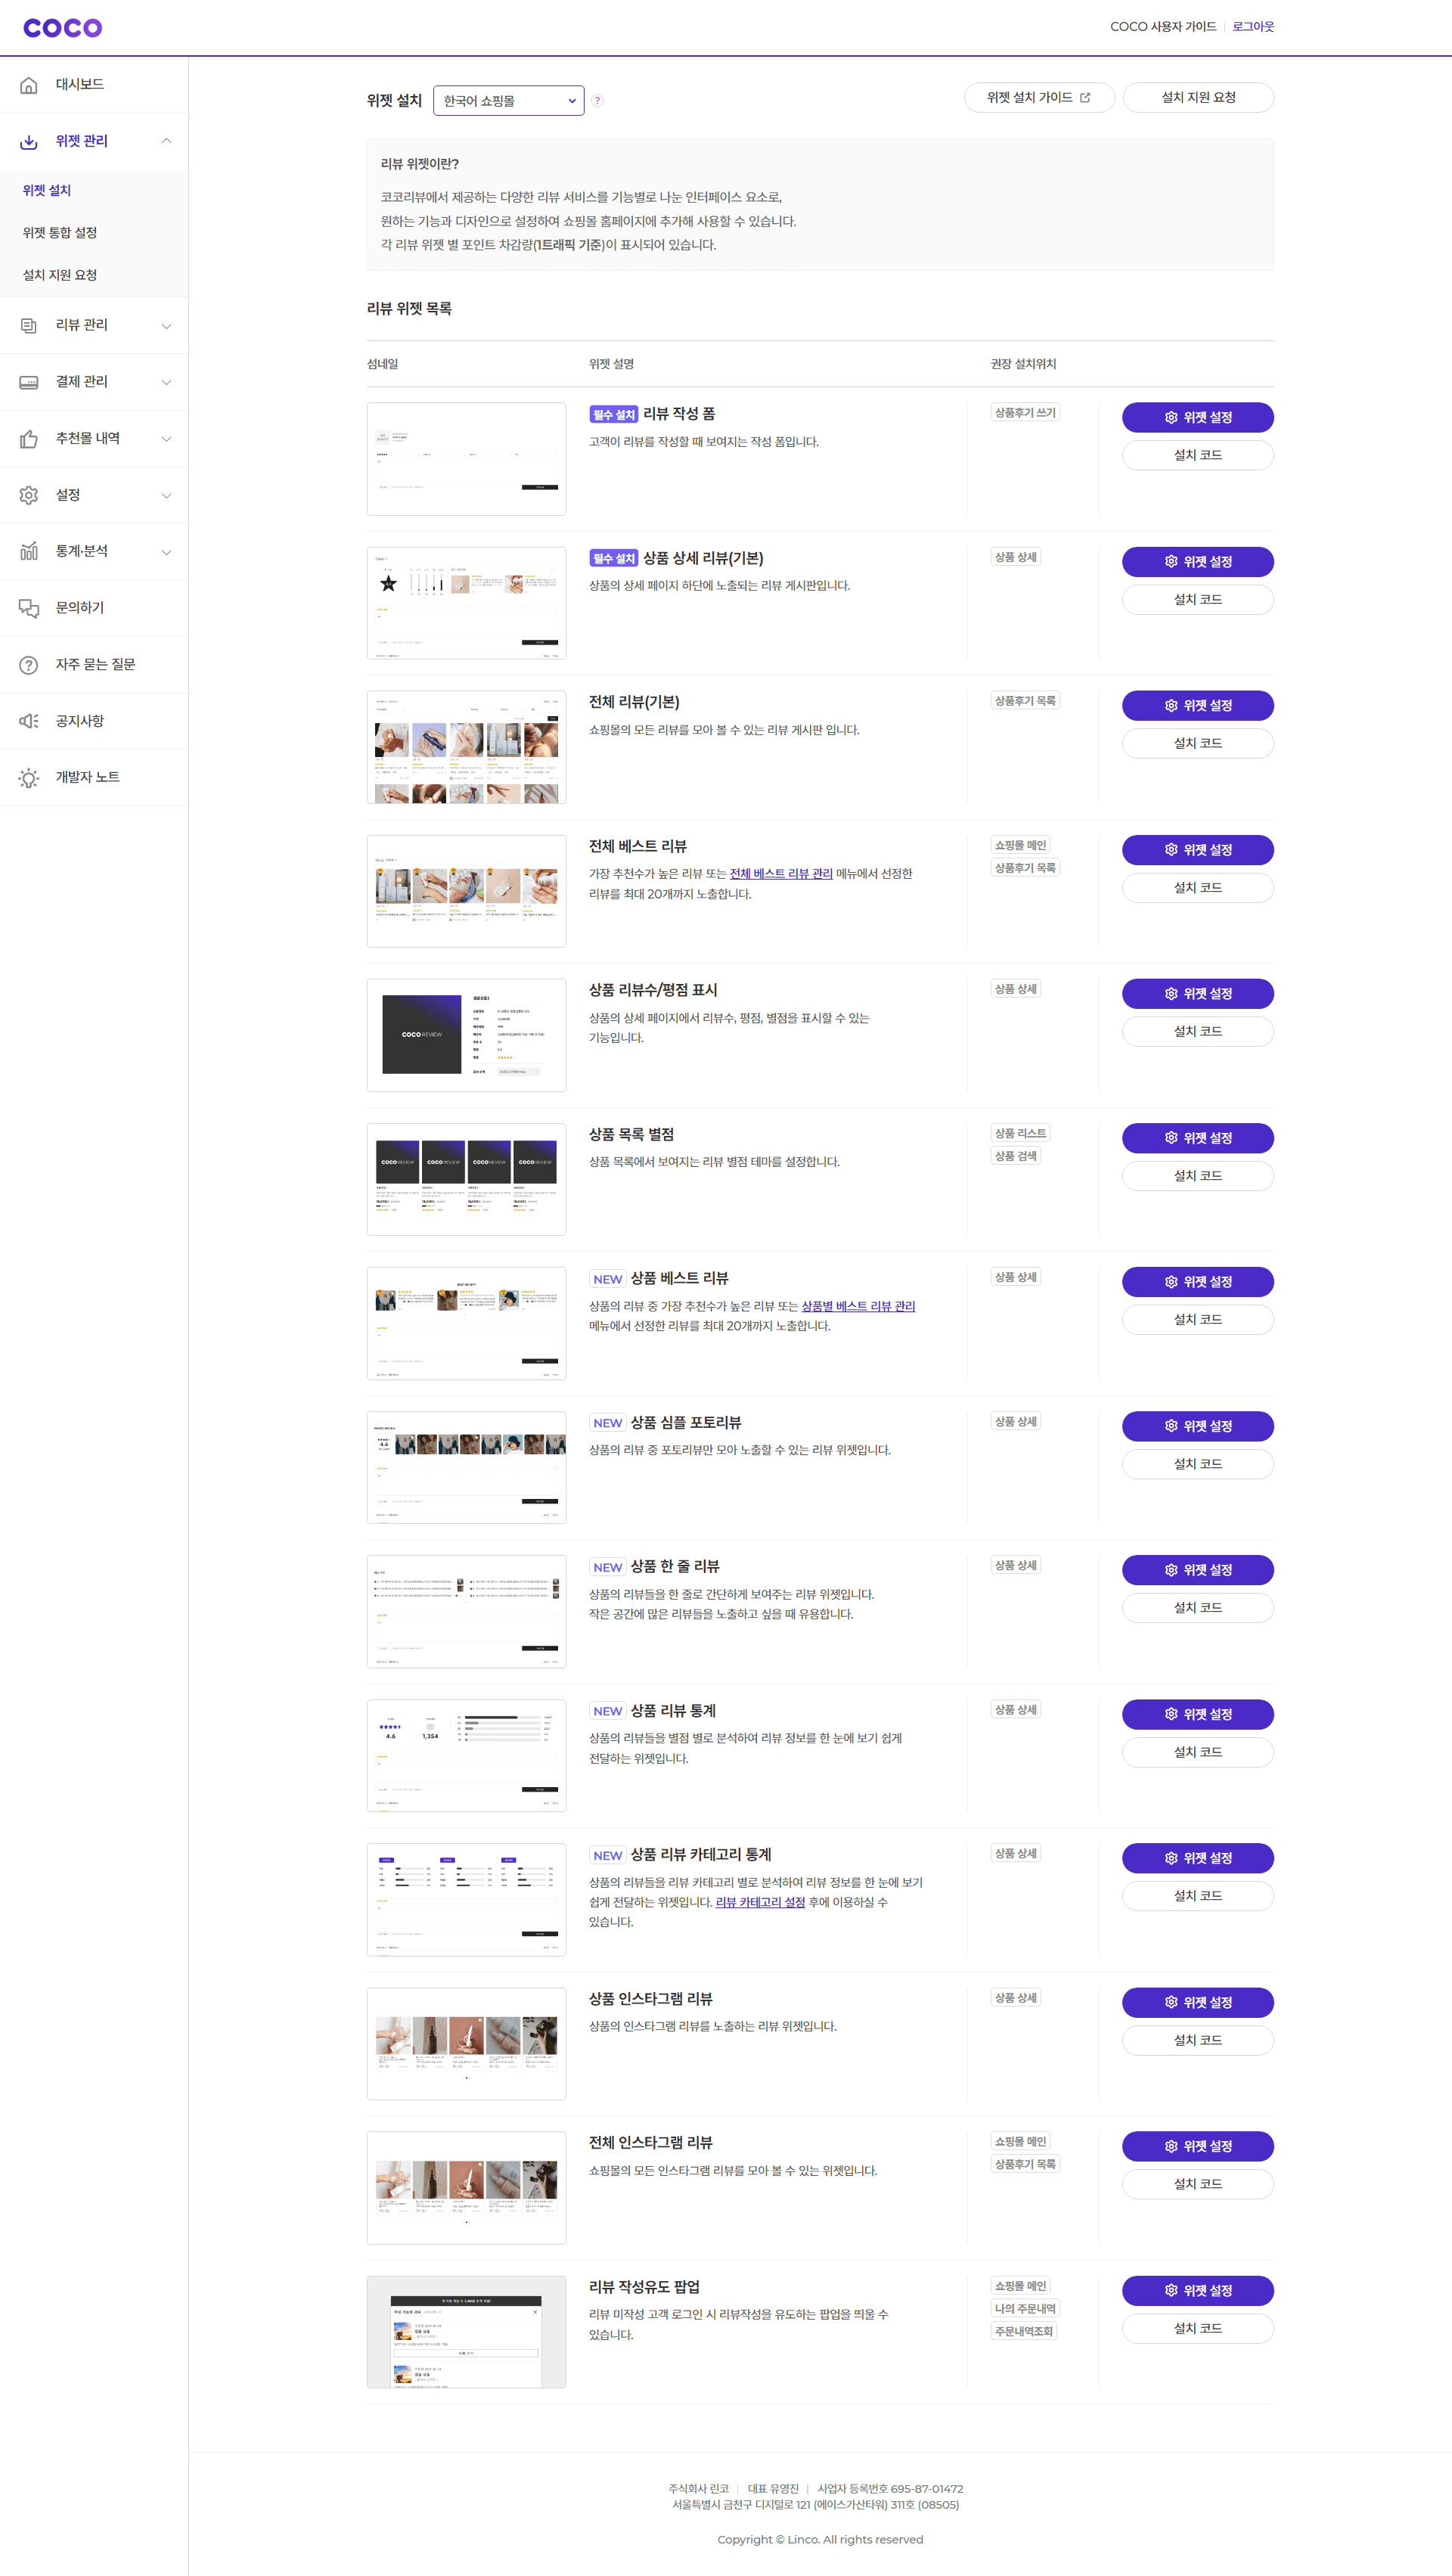 COCO
COCO 사용자 가이드
로그아웃
대시보드
위젯 관리
위젯 설치
위젯 통합 설정
설치 지원 요청
리뷰 관리
결제 관리
추천몰 내역
설정
통계·분석
문의하기
자주 묻는 질문
공지사항
개발자 노트
위젯 설치
한국어 쇼핑몰
?
위젯 설치 가이드
설치 지원 요청
리뷰 위젯이란?
코코리뷰에서 제공하는 다양한 리뷰 서비스를 기능별로 나눈 인터페이스 요소로,
원하는 기능과 디자인으로 설정하여 쇼핑몰 홈페이지에 추가해 사용할 수 있습니다.
각 리뷰 위젯 별 포인트 차감량(1트래픽 기준)이 표시되어 있습니다.
리뷰 위젯 목록
섬네일 위젯 설명 권장 설치위치
필수 설치 리뷰 작성 폼
고객이 리뷰를 작성할 때 보여지는 작성 폼입니다.
상품후기 쓰기
위젯 설정
설치 코드
필수 설치 상품 상세 리뷰(기본)
상품의 상세 페이지 하단에 노출되는 리뷰 게시판입니다.
상품 상세
위젯 설정
설치 코드
전체 리뷰(기본)
쇼핑몰의 모든 리뷰를 모아 볼 수 있는 리뷰 게시판 입니다.
상품후기 목록
위젯 설정
설치 코드
전체 베스트 리뷰
가장 추천수가 높은 리뷰 또는 전체 베스트 리뷰 관리 메뉴에서 선정한
리뷰를 최대 20개까지 노출합니다.
쇼핑몰 메인
상품후기 목록
위젯 설정
설치 코드
COCO REVIEW
상품 리뷰수/평점 표시
상품의 상세 페이지에서 리뷰수, 평점, 별점을 표시할 수 있는
기능입니다.
상품 상세
위젯 설정
설치 코드
COCO REVIEW COCO REVIEW COCO REVIEW COCO REVIEW
상품 목록 별점
상품 목록에서 보여지는 리뷰 별점 테마를 설정합니다.
상품 리스트
상품 검색
위젯 설정
설치 코드
NEW 상품 베스트 리뷰
상품의 리뷰 중 가장 추천수가 높은 리뷰 또는 상품별 베스트 리뷰 관리
메뉴에서 선정한 리뷰를 최대 20개까지 노출합니다.
상품 상세
위젯 설정
설치 코드
4.6
NEW 상품 심플 포토리뷰
상품의 리뷰 중 포토리뷰만 모아 노출할 수 있는 리뷰 위젯입니다.
상품 상세
위젯 설정
설치 코드
NEW 상품 한 줄 리뷰
상품의 리뷰들을 한 줄로 간단하게 보여주는 리뷰 위젯입니다.
작은 공간에 많은 리뷰들을 노출하고 싶을 때 유용합니다.
상품 상세
위젯 설정
설치 코드
4.6 1,354
NEW 상품 리뷰 통계
상품의 리뷰들을 별점 별로 분석하여 리뷰 정보를 한 눈에 보기 쉽게
전달하는 위젯입니다.
상품 상세
위젯 설정
설치 코드
NEW 상품 리뷰 카테고리 통계
상품의 리뷰들을 리뷰 카테고리 별로 분석하여 리뷰 정보를 한 눈에 보기
쉽게 전달하는 위젯입니다. 리뷰 카테고리 설정 후에 이용하실 수
있습니다.
상품 상세
위젯 설정
설치 코드
상품 인스타그램 리뷰
상품의 인스타그램 리뷰를 노출하는 리뷰 위젯입니다.
상품 상세
위젯 설정
설치 코드
전체 인스타그램 리뷰
쇼핑몰의 모든 인스타그램 리뷰를 모아 볼 수 있는 위젯입니다.
쇼핑몰 메인
상품후기 목록
위젯 설정
설치 코드
리뷰 작성유도 팝업
리뷰 미작성 고객 로그인 시 리뷰작성을 유도하는 팝업을 띄울 수
있습니다.
쇼핑몰 메인
나의 주문내역
주문내역조회
위젯 설정
설치 코드
주식회사 린코 | 대표 유영진 | 사업자 등록번호 695-87-01472
서울특별시 금천구 디지털로 121 (에이스가산타워) 311호 (08505)
Copyright © Linco. All rights reserved